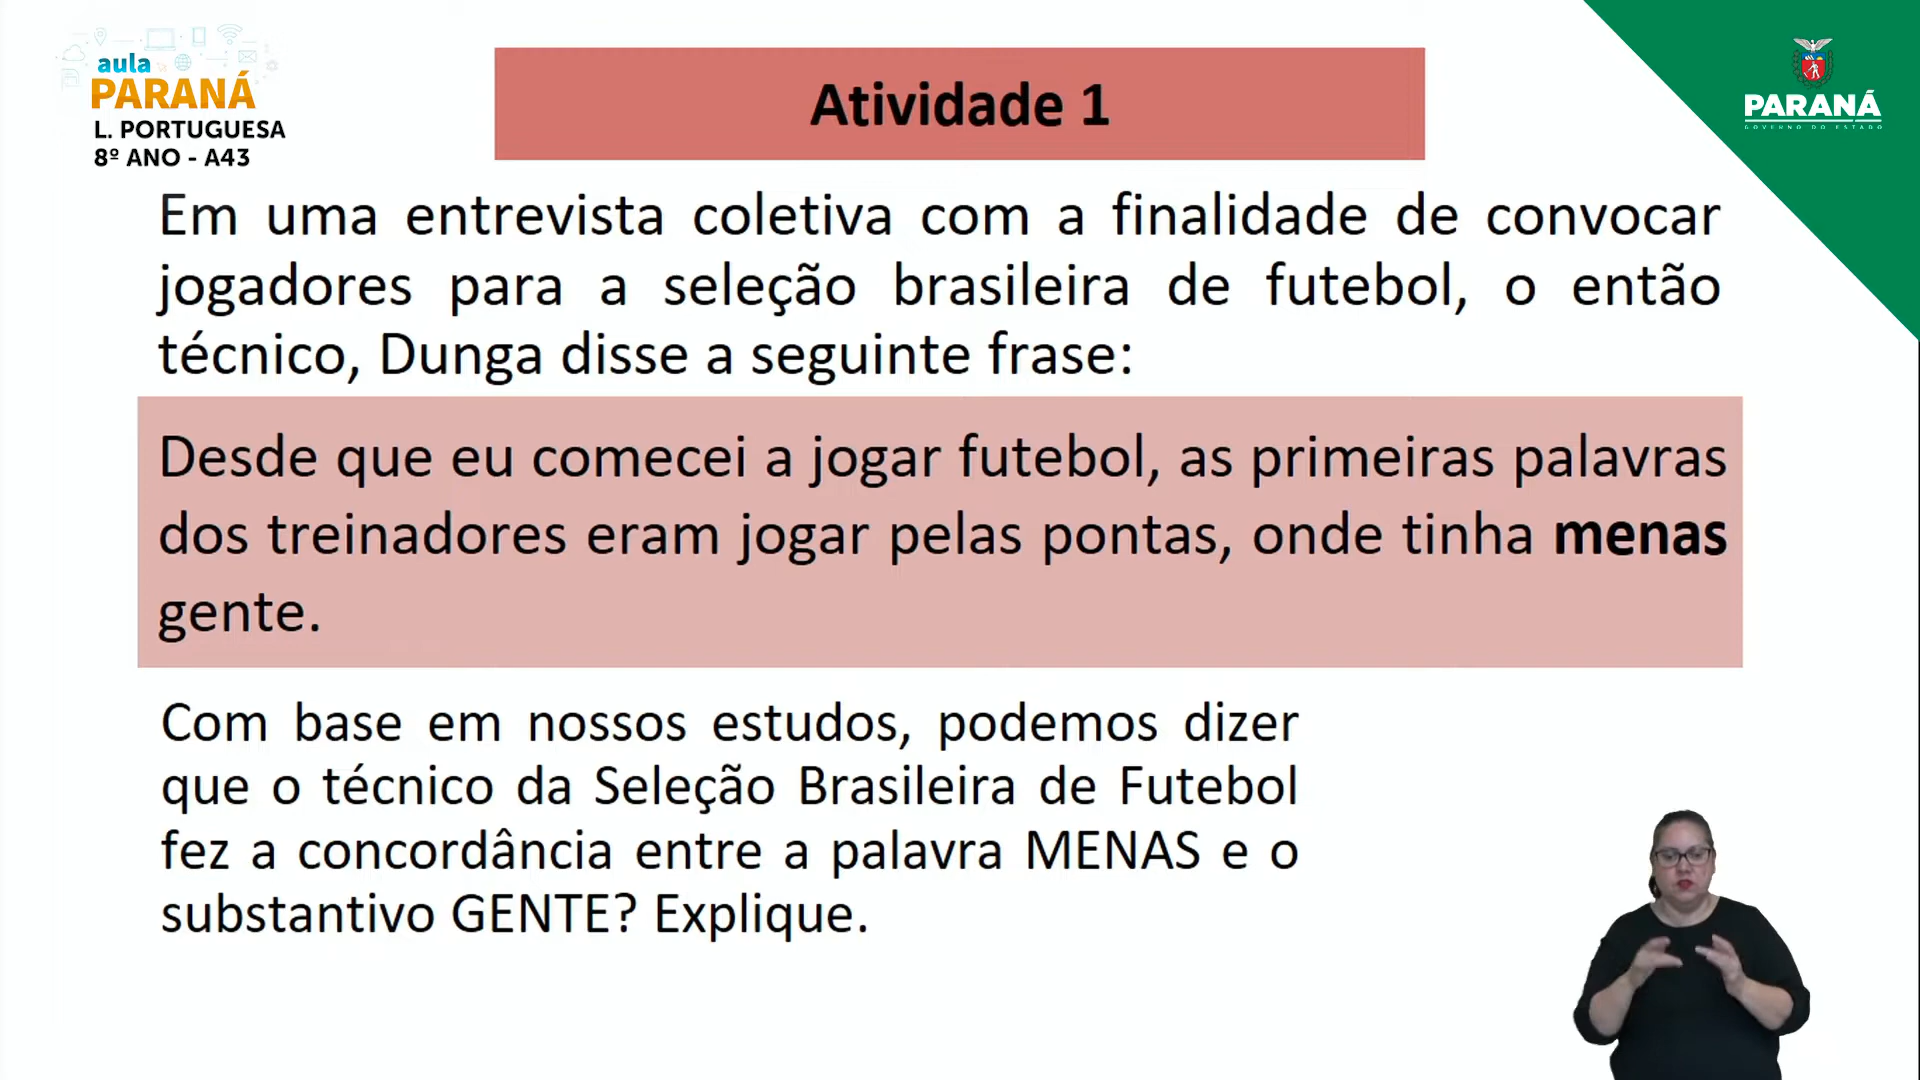 aula
PARANÁ
L. PORTUGUESA
8º ANO - A43
Atividade 1
PARANÁ
GOVERNO DO ESTADO
Em uma entrevista coletiva com a finalidade de convocar
jogadores para a seleção brasileira de futebol, o então
técnico, Dunga disse a seguinte frase:
Desde que eu comecei a jogar futebol, as primeiras palavras
dos treinadores eram jogar pelas pontas, onde tinha menas
gente.
Com base em nossos estudos, podemos dizer
que o técnico da Seleção Brasileira de Futebol
fez a concordância entre a palavra MENAS e o
substantivo GENTE? Explique.